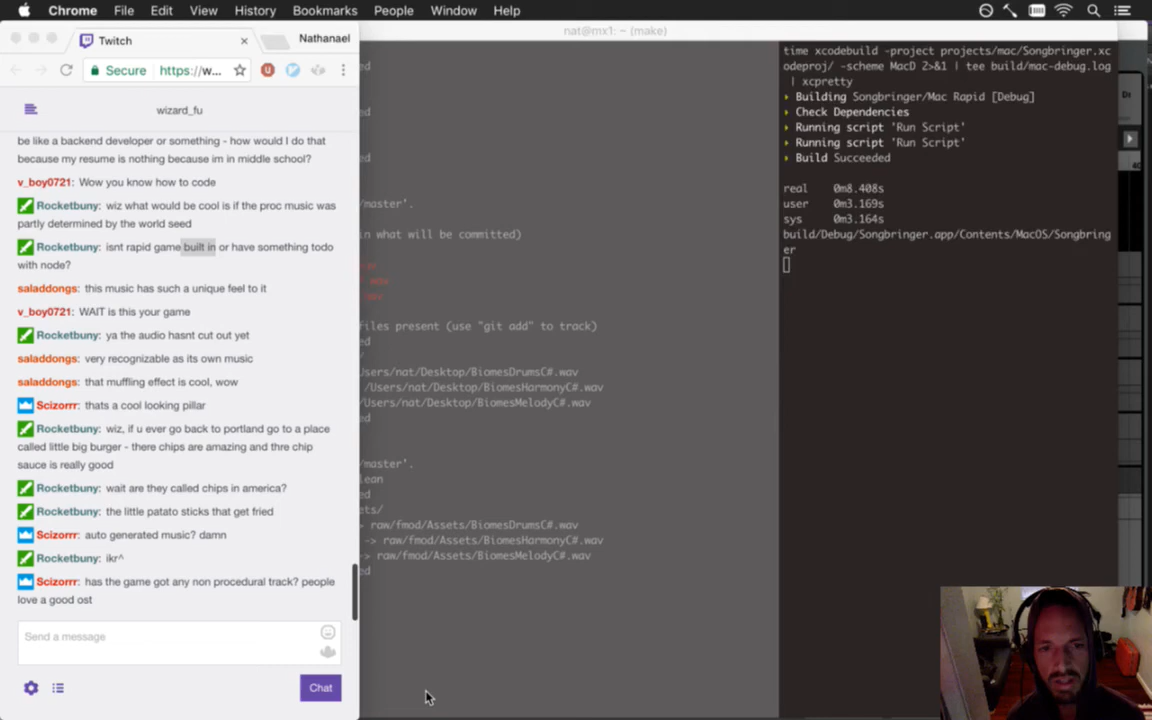 Chrome File Edit View History Bookmarks People Window Help
Twitch
Nathanael
Secure https://w...
wizard_fu
be like a backend developer or something - how would I do that
because my resume is nothing because im in middle school?
v_boy0721: Wow you know how to code
Rocketbuny: wiz what would be cool is if the proc music was
partly determined by the world seed
Rocketbuny: isnt rapid game built in or have something todo
with node?
saladdongs: this music has such a unique feel to it
v_boy0721: WAIT is this your game
Rocketbuny: ya the audio hasnt cut out yet
saladdongs: very recognizable as its own music
saladdongs: that muffling effect is cool, wow
Scizorrr: thats a cool looking pillar
Rocketbuny: wiz, if u ever go back to portland go to a place
called little big burger - there chips are amazing and thre chip
sauce is really good
Rocketbuny: wait are they called chips in america?
Rocketbuny: the little patato sticks that get fried
Scizorrr: auto generated music? damn
Rocketbuny: ikr^
Scizorrr: has the game got any non procedural track? people
love a good ost
Send a message
Chat
nat@mx1: ~ (make)
ed
ed
ed
/master'.
in what will be committed)
files present (use "git add" to track)
ed
/
sers/nat/Desktop/BiomesDrumsC#.wav
/Users/nat/Desktop/BiomesHarmonyC#.wav
/Users/nat/Desktop/BiomesMelodyC#.wav
ed
/master'.
lean
ed
ets/
raw/fmod/Assets/BiomesDrumsC#.wav
-> raw/fmod/Assets/BiomesHarmonyC#.wav
-> raw/fmod/Assets/BiomesMelodyC#.wav
ed
time xcodebuild -project projects/mac/Songbringer.xc
odeproj/ -scheme MacD 2>&1 | tee build/mac-debug.log
| xcpretty
Building Songbringer/Mac Rapid [Debug]
Check Dependencies
Running script 'Run Script'
Running script 'Run Script'
Build Succeeded
real 0m8.408s
user 0m3.169s
sys 0m3.164s
build/Debug/Songbringer.app/Contents/MacOS/Songbring
er
Dr